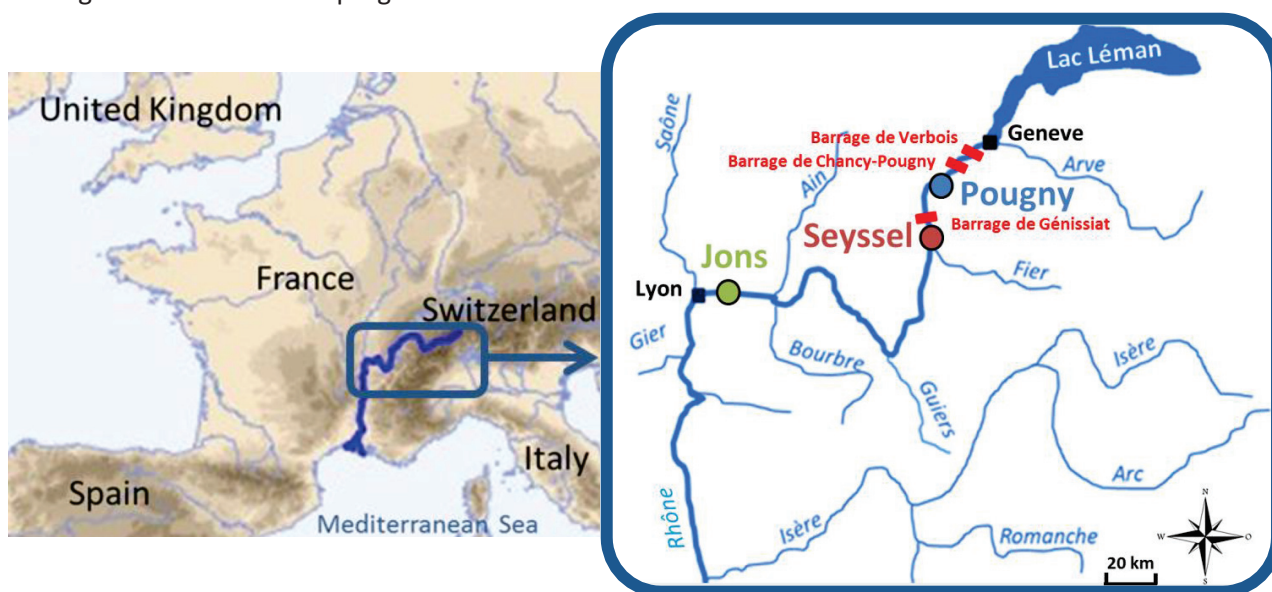 United Kingdom
France
Switzerland
Italy
Spain
Mediterranean Sea
Lac Léman
Saône
Barrage de Verbois
Geneve
Barrage de Chancy-Pougny
Ain
Arve
Pougny
Seyssel
Barrage de Génissiat
Jons
Fier
Lyon
Gier
Bourbre
Isère
Guiers
Arc
Rhône
Isère
Romanche
N
W
O
S
20 km